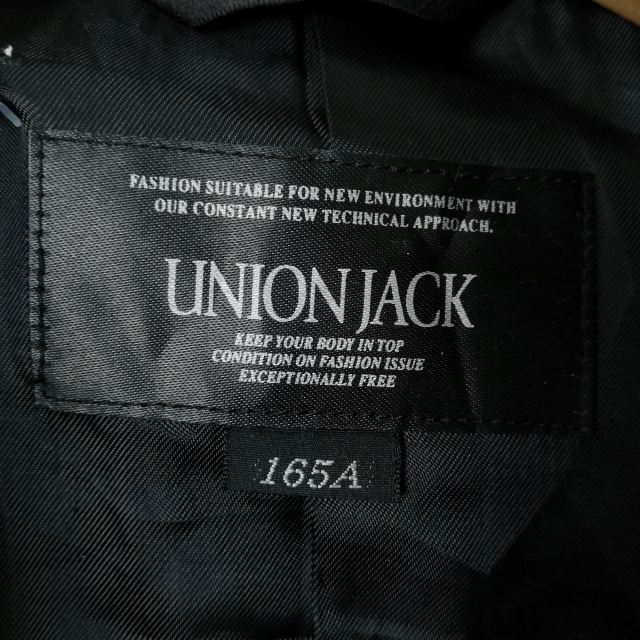 FASHION SUITABLE FOR NEW ENVIRONMENT WITH
OUR CONSTANT NEW TECHNICAL APPROACH.
UNION JACK
KEEP YOUR BODY IN TOP
CONDITION ON FASHION ISSUE
EXCEPTIONALLY FREE
165A